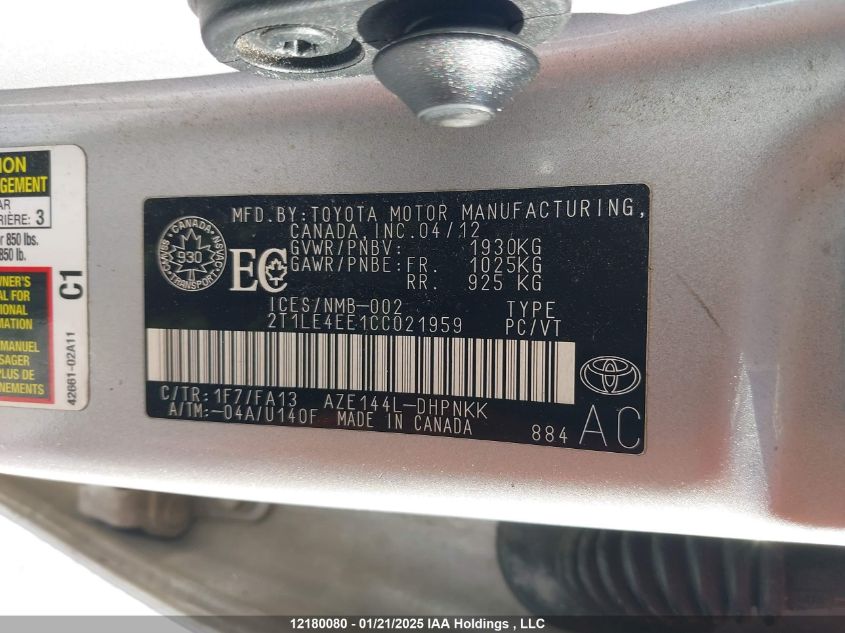 ION
GEMENT
AR
RIÈRE: 3
r 850 lbs.
850 lb.
WNER'S
AL FOR
IONAL
MATION
MANUEL
SAGER
PLUS DE
NEMENTS
C1
42661-02A11
MFD.BY:TOYOTA MOTOR MANUFACTURING,
CANADA, INC.04/12
GVWR/PNBV: 1930KG
GAWR/PNBE:FR. 1025KG
RR. 925 KG
CANADA
930
TRANSPORT
EC
ICES/NMB-002 TYPE
2T1LE4EE1CC021959 PC/VT
C/TR:1F7/FA13 AZE144L-DHPNKK
A/TM:-04A/U140F MADE IN CANADA
884 AC
12180080 - 01/21/2025 IAA Holdings , LLC